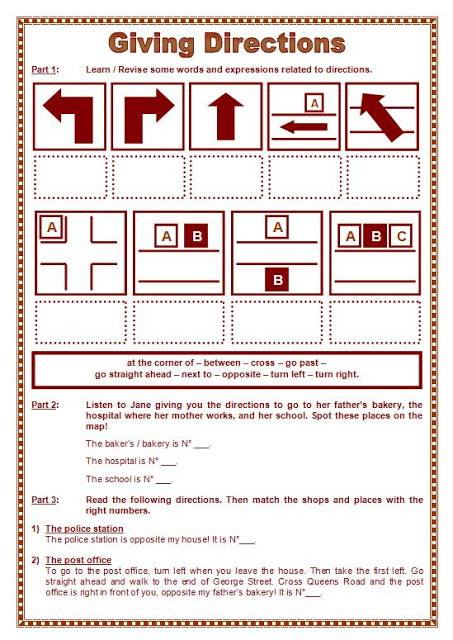 Giving Directions
Part 1: Learn / Revise some words and expressions related to directions.
A
A
A B
A
B
A B C
at the corner of – between – cross – go past –
go straight ahead – next to – opposite – turn left – turn right.
Part 2: Listen to Jane giving you the directions to go to her father's bakery, the
hospital where her mother works, and her school. Spot these places on the
map!
The baker's / bakery is N° ___.
The hospital is N° ___.
The school is N° ___.
Part 3: Read the following directions. Then match the shops and places with the
right numbers.
1) The police station
The police station is opposite my house! It is N°___.
2) The post office
To go to the post office, turn left when you leave the house. Then take the first left. Go
straight ahead and walk to the end of George Street. Cross Queens Road and the post
office is right in front of you, opposite my father's bakery! It is N°___.